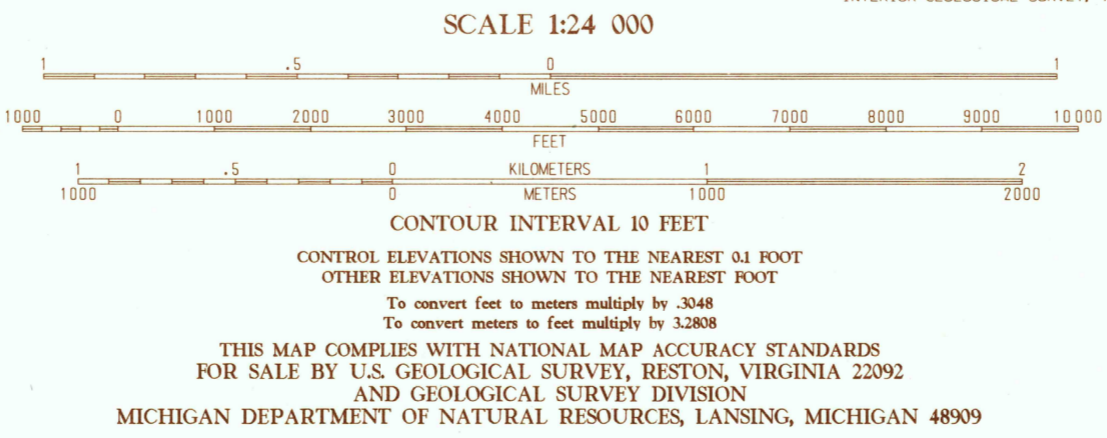 SCALE 1:24 000
1 .5 0 1
MILES
1000 0 1000 2000 3000 4000 5000 6000 7000 8000 9000 10 000
FEET
1 .5 0 KILOMETERS 1 2
1000 0 METERS 1000 2000
CONTOUR INTERVAL 10 FEET
CONTROL ELEVATIONS SHOWN TO THE NEAREST 0.1 FOOT
OTHER ELEVATIONS SHOWN TO THE NEAREST FOOT
To convert feet to meters multiply by .3048
To convert meters to feet multiply by 3.2808
THIS MAP COMPLIES WITH NATIONAL MAP ACCURACY STANDARDS
FOR SALE BY U.S. GEOLOGICAL SURVEY, RESTON, VIRGINIA 22092
AND GEOLOGICAL SURVEY DIVISION
MICHIGAN DEPARTMENT OF NATURAL RESOURCES, LANSING, MICHIGAN 48909